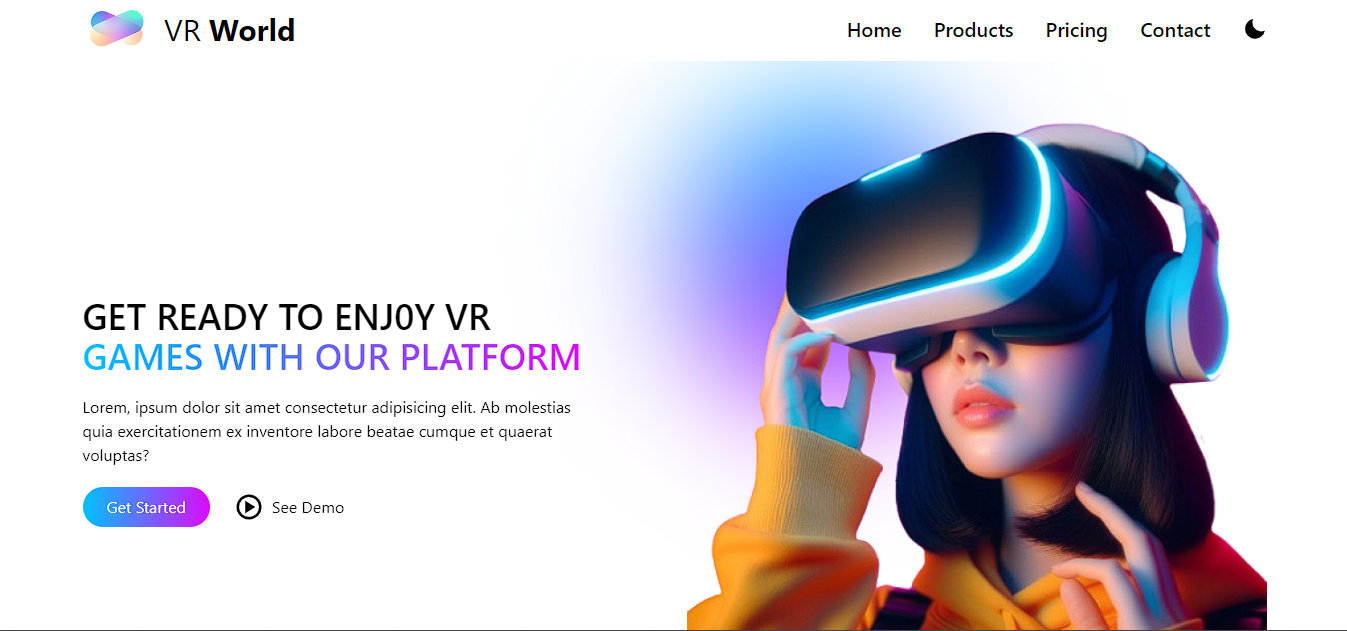 VR World
Home Products Pricing Contact
GET READY TO ENJ0Y VR
GAMES WITH OUR PLATFORM
Lorem, ipsum dolor sit amet consectetur adipisicing elit. Ab molestias
quia exercitationem ex inventore labore beatae cumque et quaerat
voluptas?
Get Started See Demo